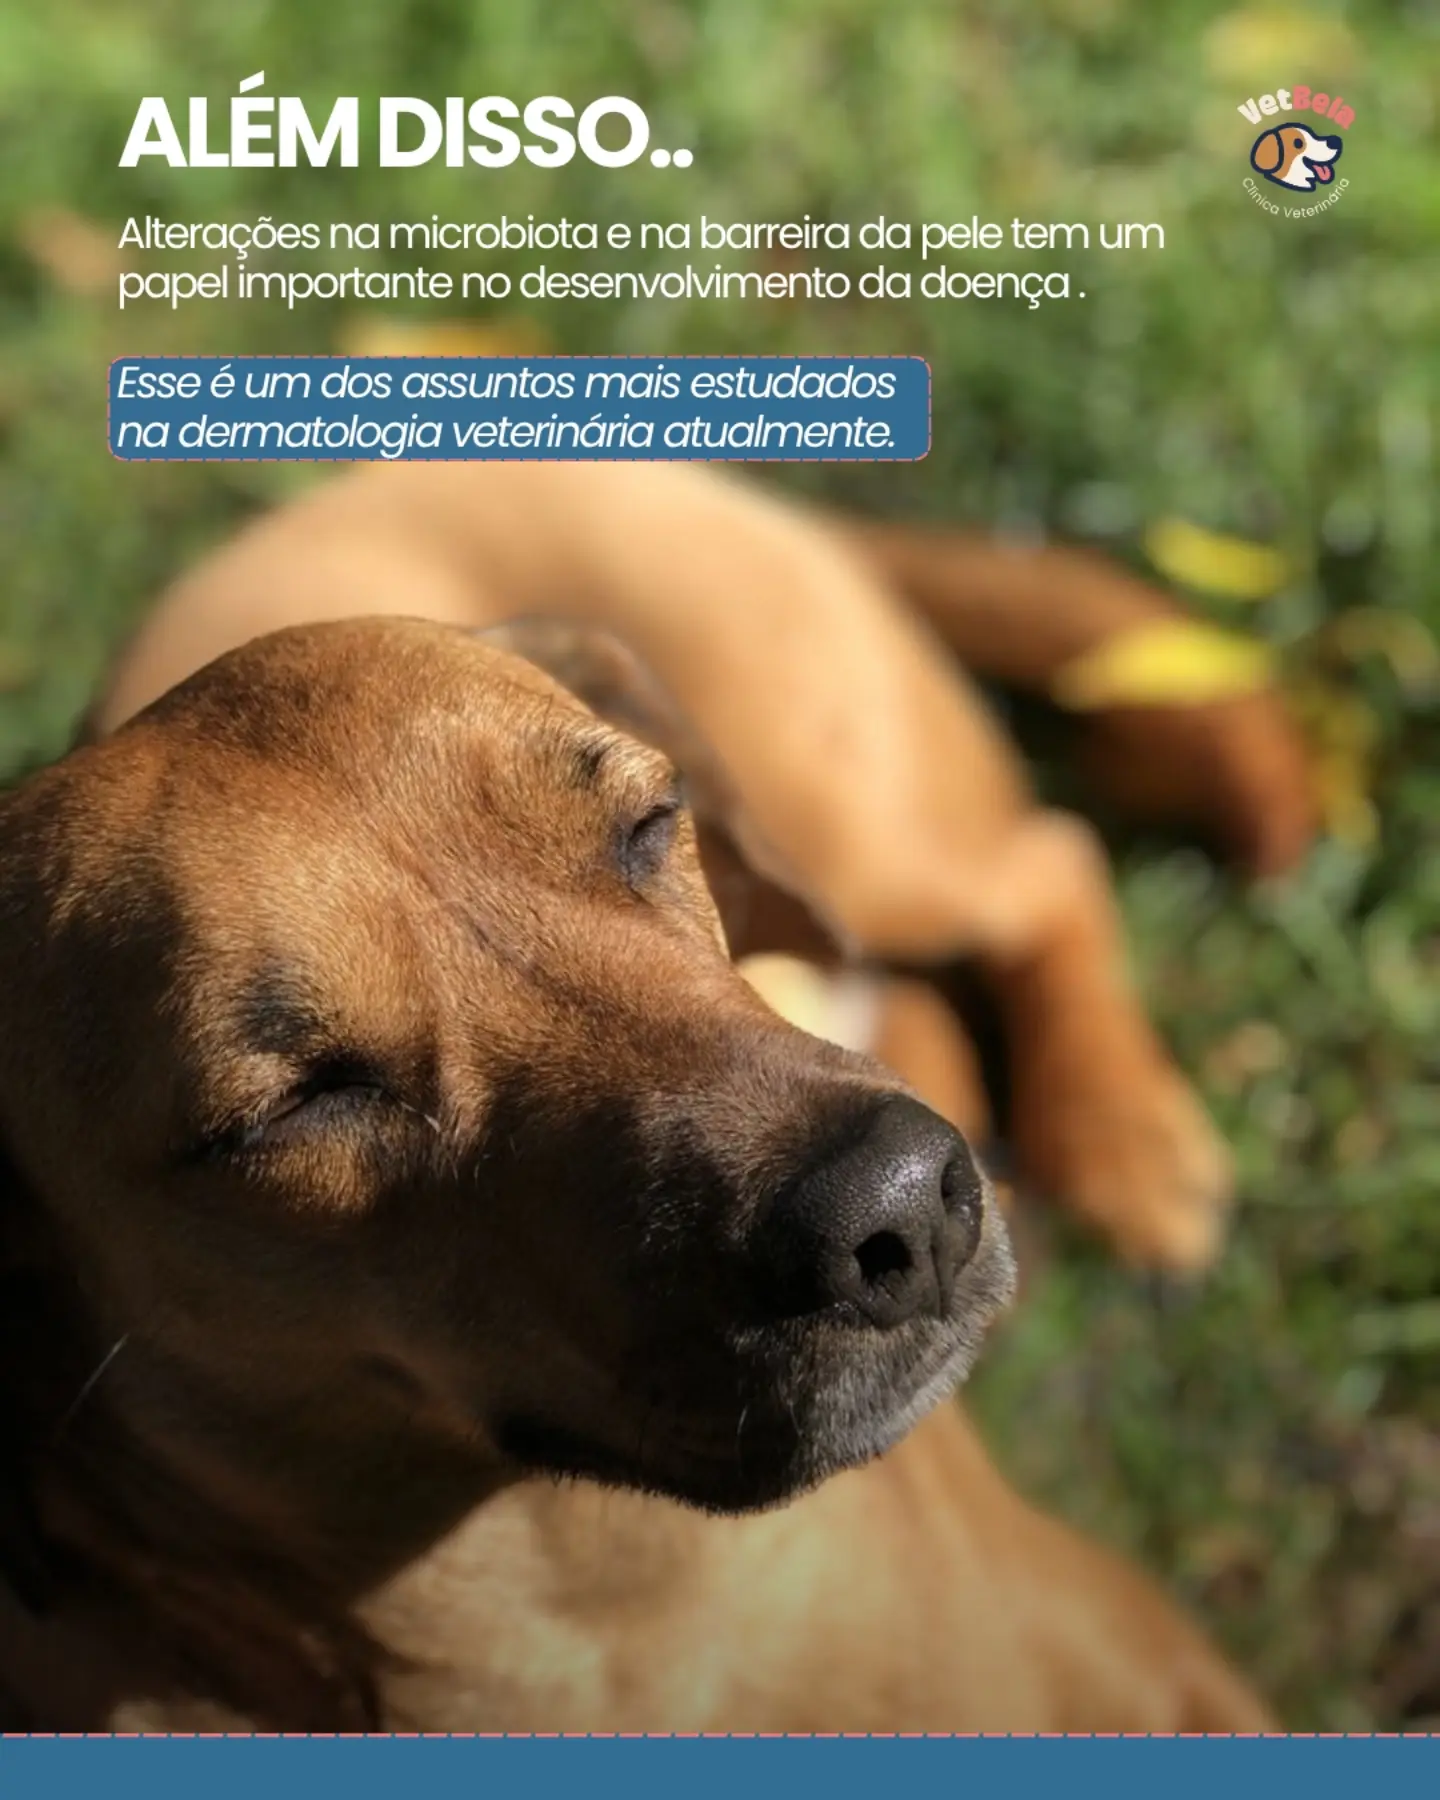 ALÉM DISSO..
VetBela
Clínica Veterinária
Alterações na microbiota e na barreira da pele tem um
papel importante no desenvolvimento da doença .
Esse é um dos assuntos mais estudados
na dermatologia veterinária atualmente.